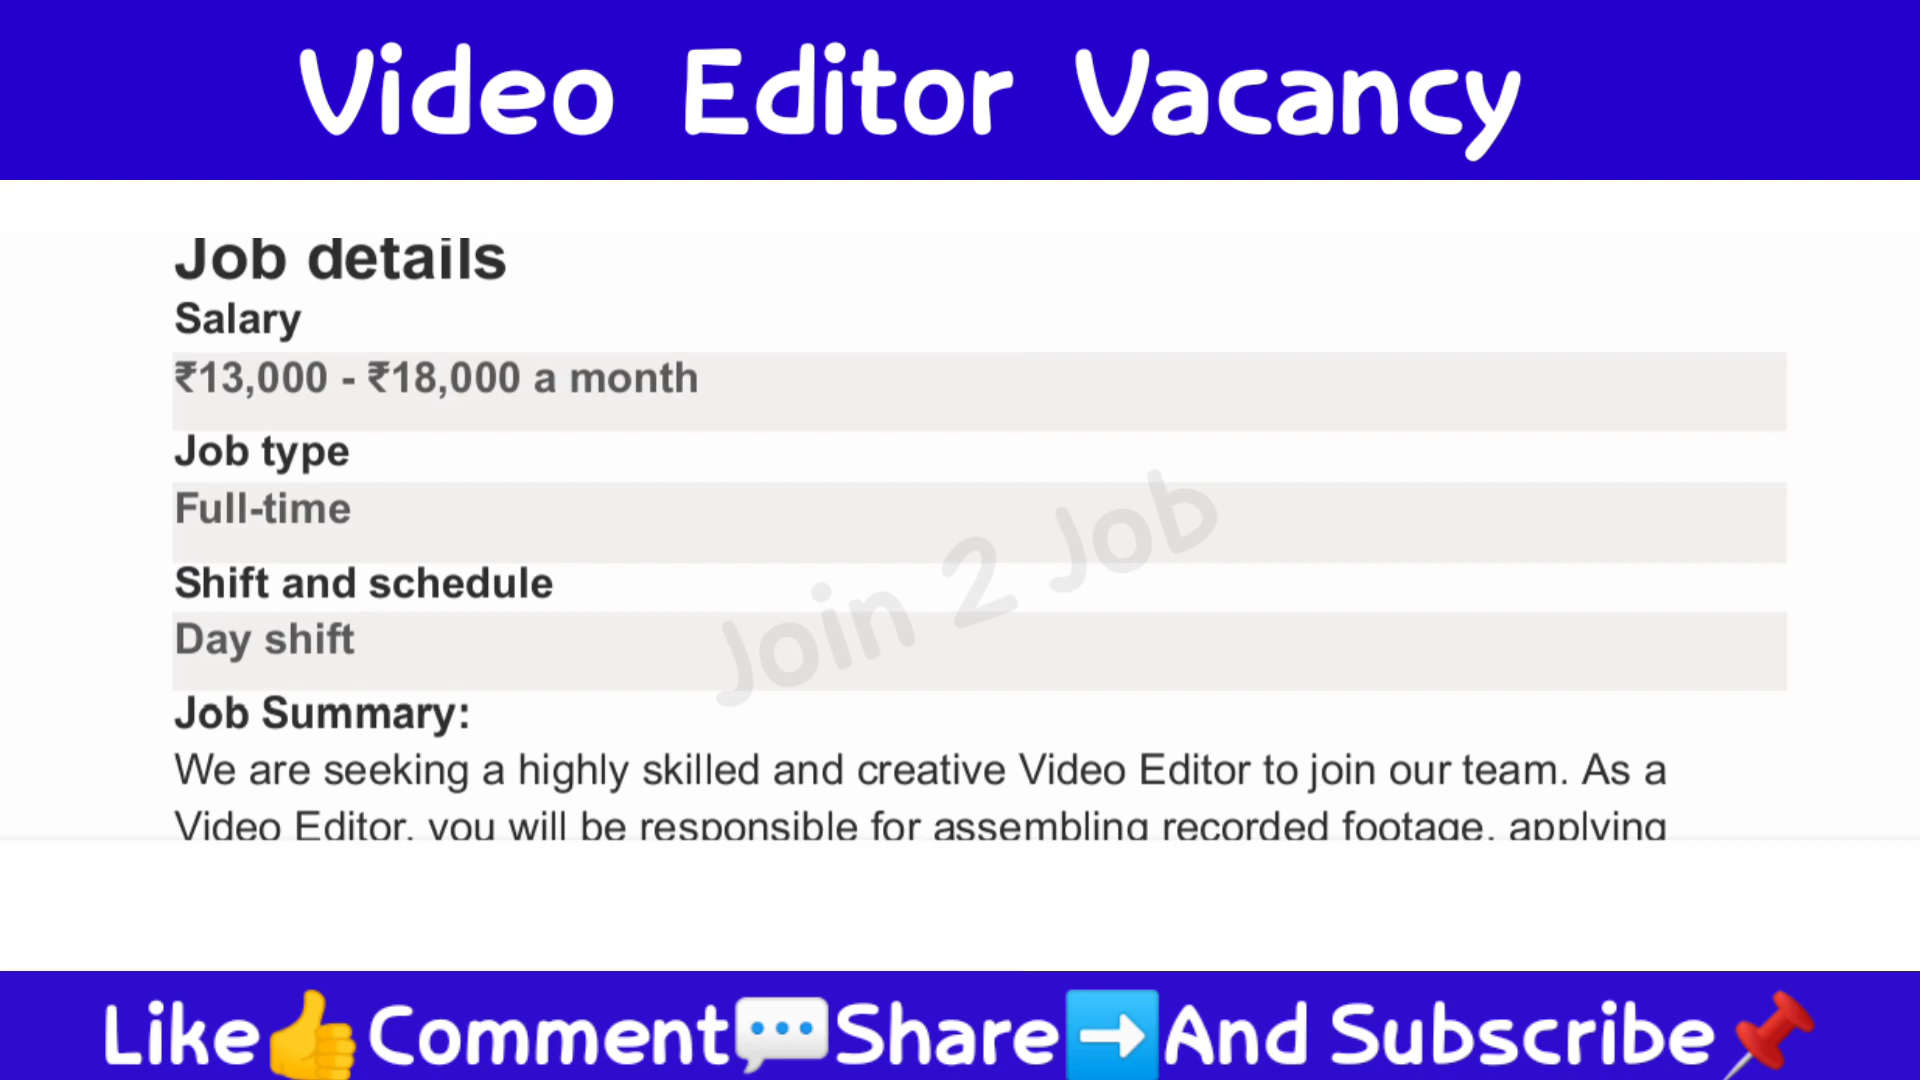 Video Editor Vacancy
Job details
Salary
₹13,000 - ₹18,000 a month
Job type
Full-time
Shift and schedule
Day shift
Join 2 Job
Job Summary:
We are seeking a highly skilled and creative Video Editor to join our team. As a
Video Editor, you will be responsible for assembling recorded footage, applying
Like👍Comment💬Share➡️And Subscribe📌